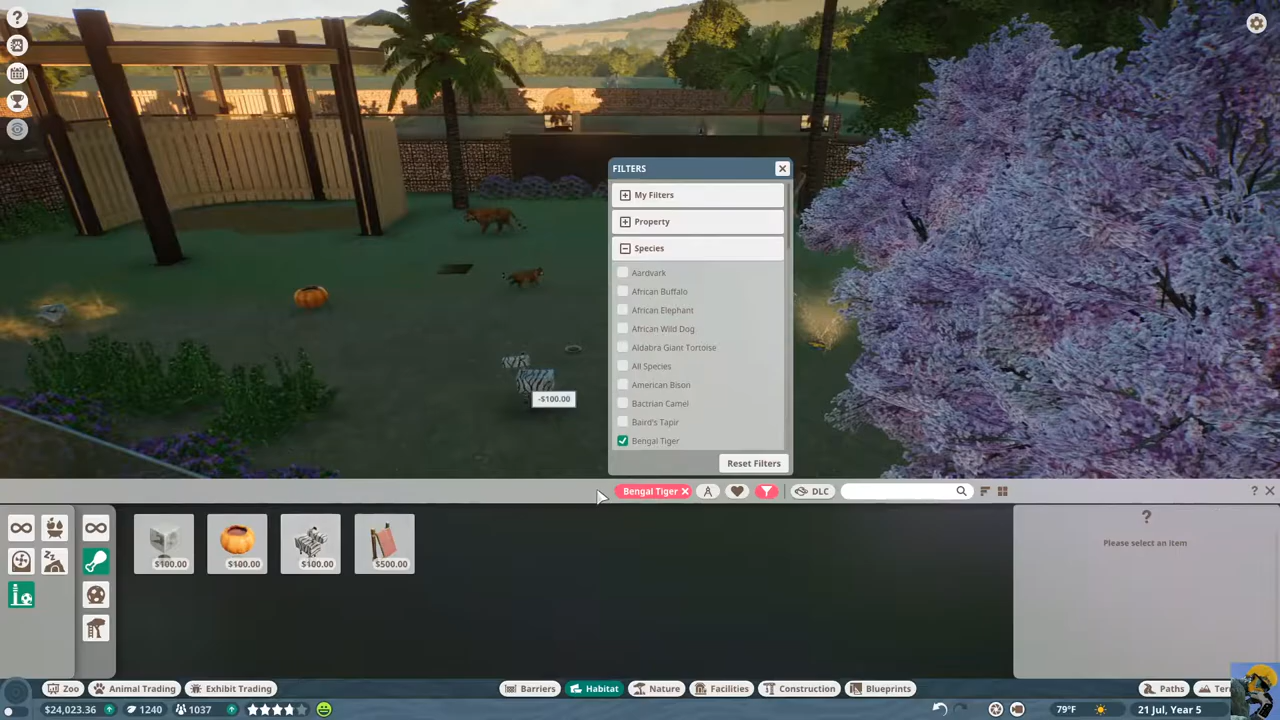 FILTERS
My Filters
Property
Species
Aardvark
African Buffalo
African Elephant
African Wild Dog
Aldabra Giant Tortoise
All Species
American Bison
Bactrian Camel
Baird's Tapir
Bengal Tiger
Reset Filters
-$100.00
Bengal Tiger
DLC
$100.00
$100.00
$100.00
$500.00
?
Please select an item
Zoo
Animal Trading
Exhibit Trading
Barriers
Habitat
Nature
Facilities
Construction
Blueprints
Paths
$24,023.36
1240
1037
79°F
21 Jul, Year 5